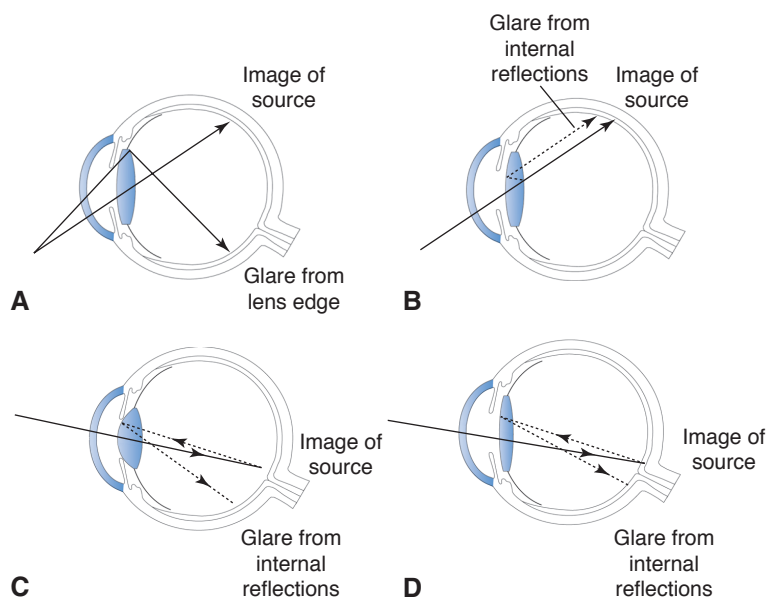 Image of
source
Glare from
lens edge
A
Glare from
internal
reflections
Image of
source
B
Image of
source
Glare from
internal
reflections
C
Image of
source
Glare from
internal
reflections
D